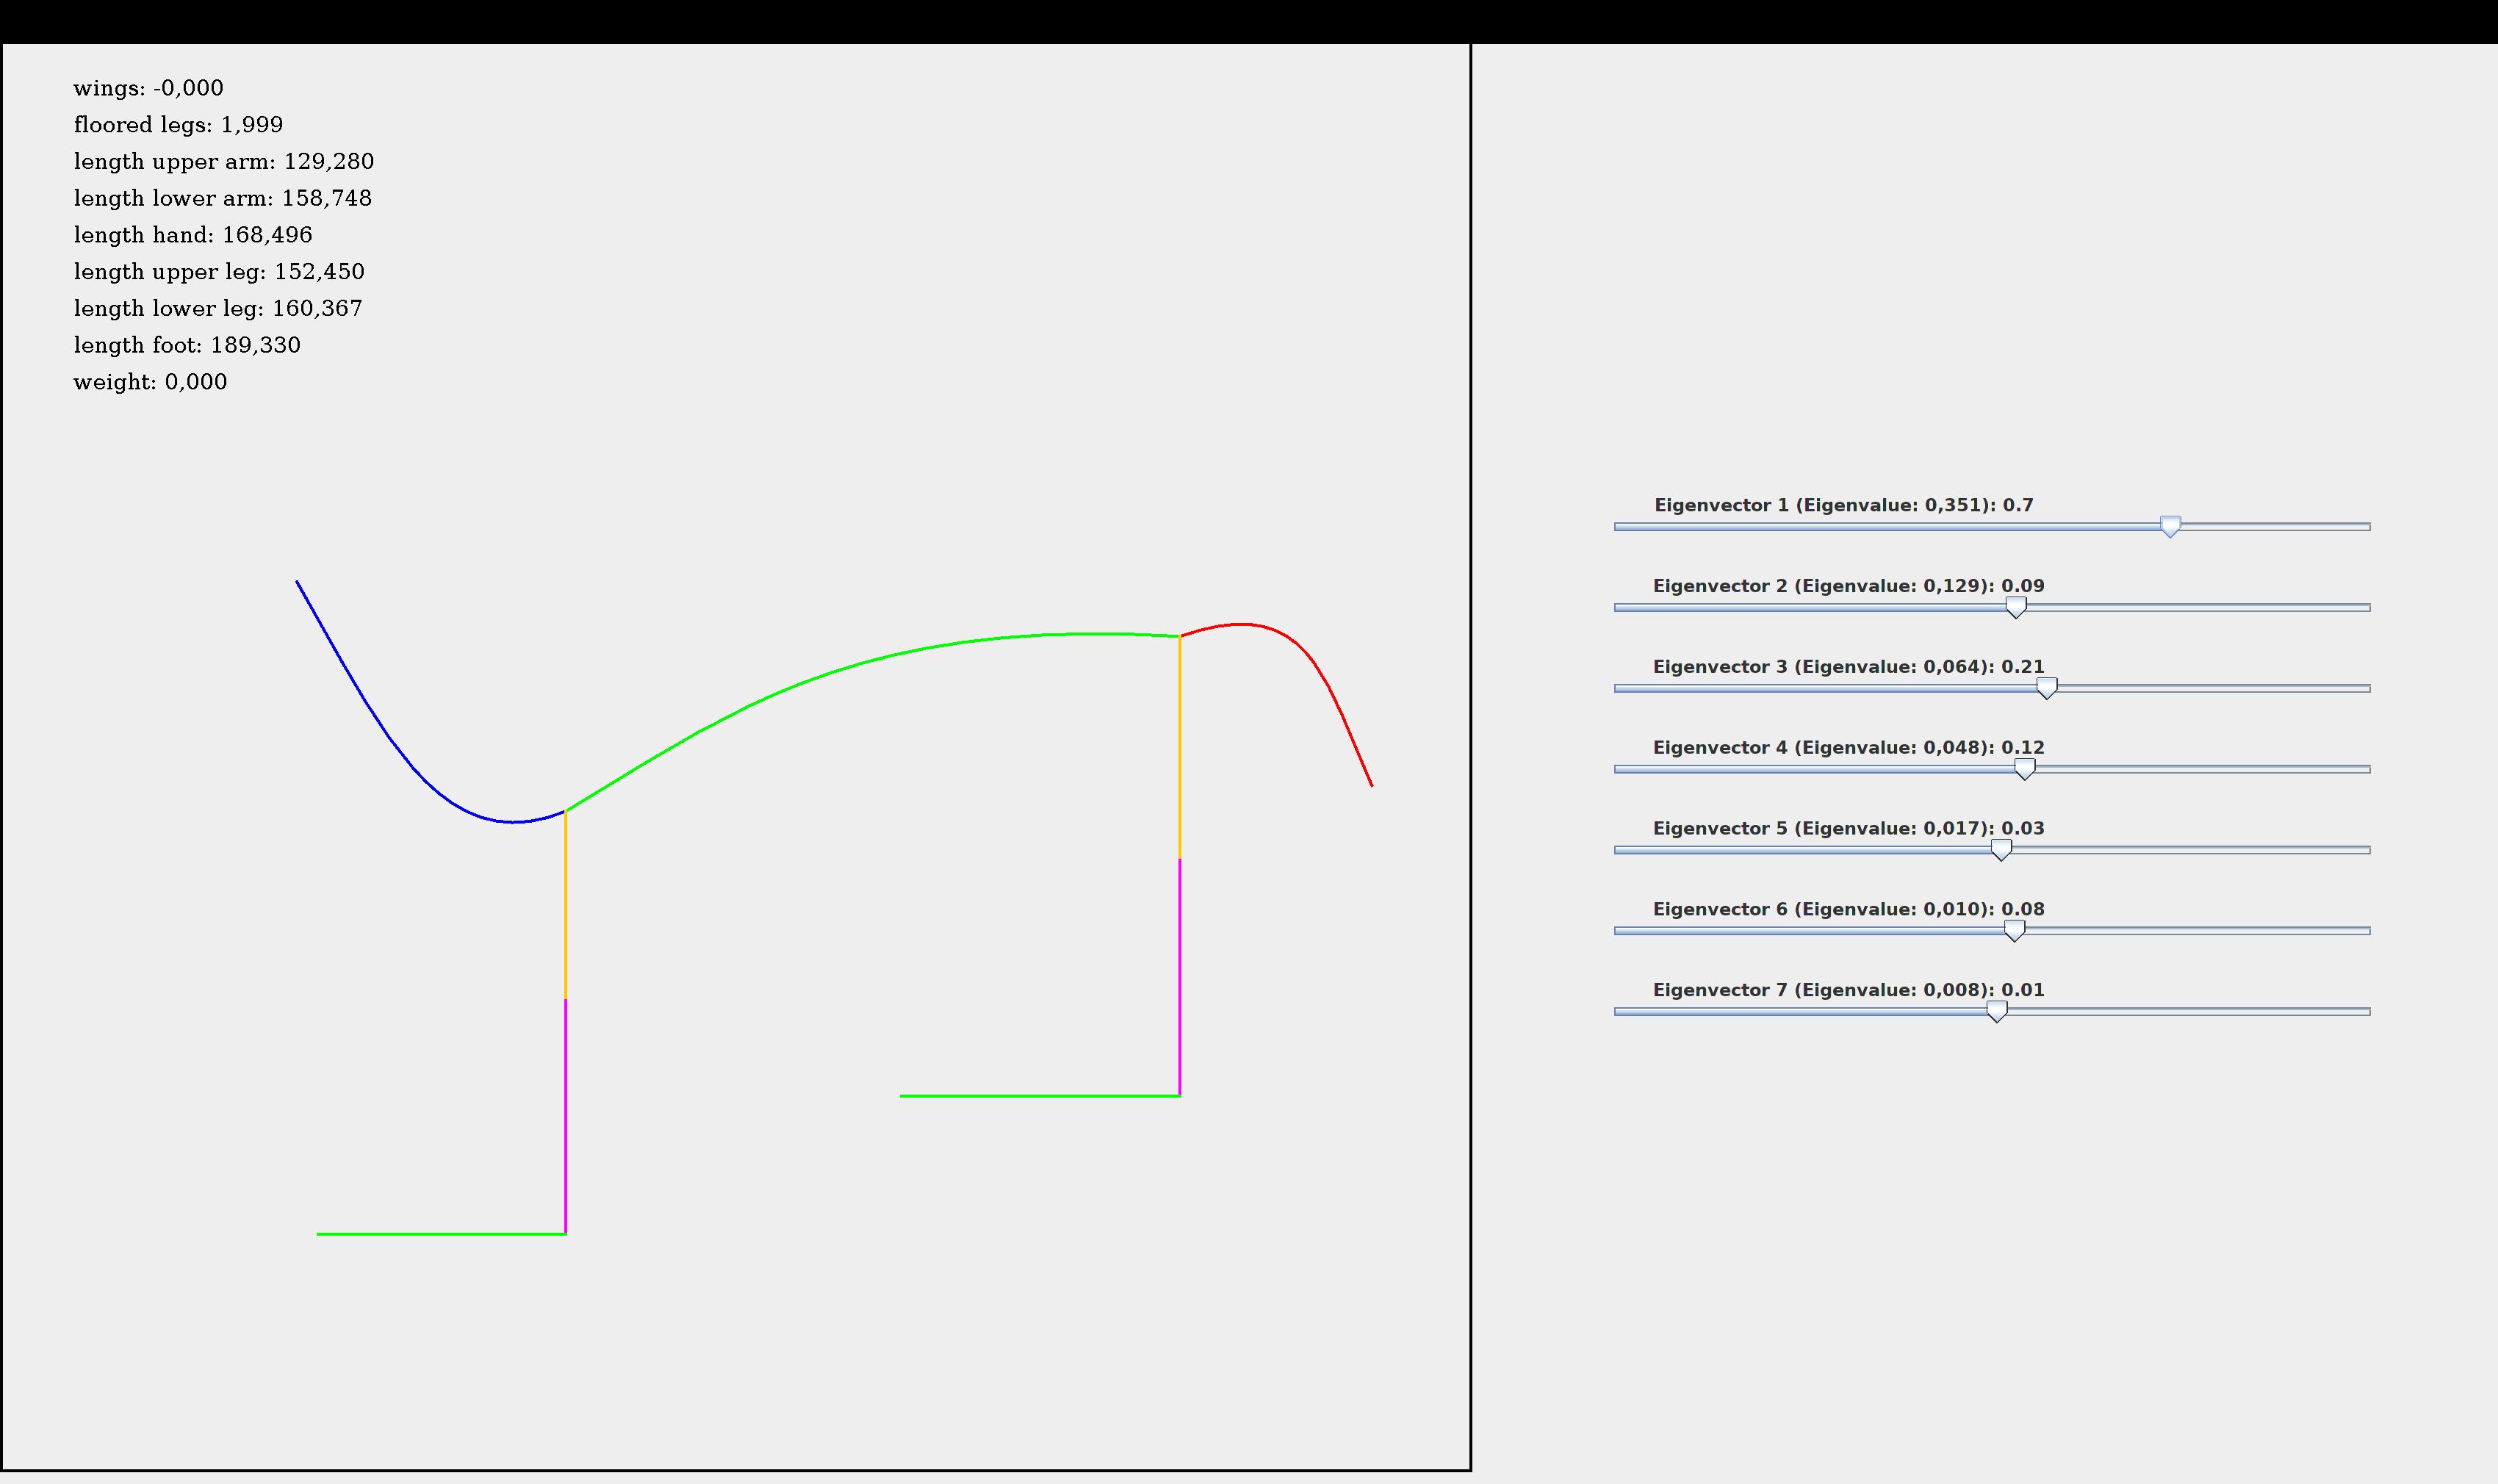 wings: -0,000
floored legs: 1,999
length upper arm: 129,280
length lower arm: 158,748
length hand: 168,496
length upper leg: 152,450
length lower leg: 160,367
length foot: 189,330
weight: 0,000
Eigenvector 1 (Eigenvalue: 0,351): 0.7
Eigenvector 2 (Eigenvalue: 0,129): 0.09
Eigenvector 3 (Eigenvalue: 0,064): 0.21
Eigenvector 4 (Eigenvalue: 0,048): 0.12
Eigenvector 5 (Eigenvalue: 0,017): 0.03
Eigenvector 6 (Eigenvalue: 0,010): 0.08
Eigenvector 7 (Eigenvalue: 0,008): 0.01